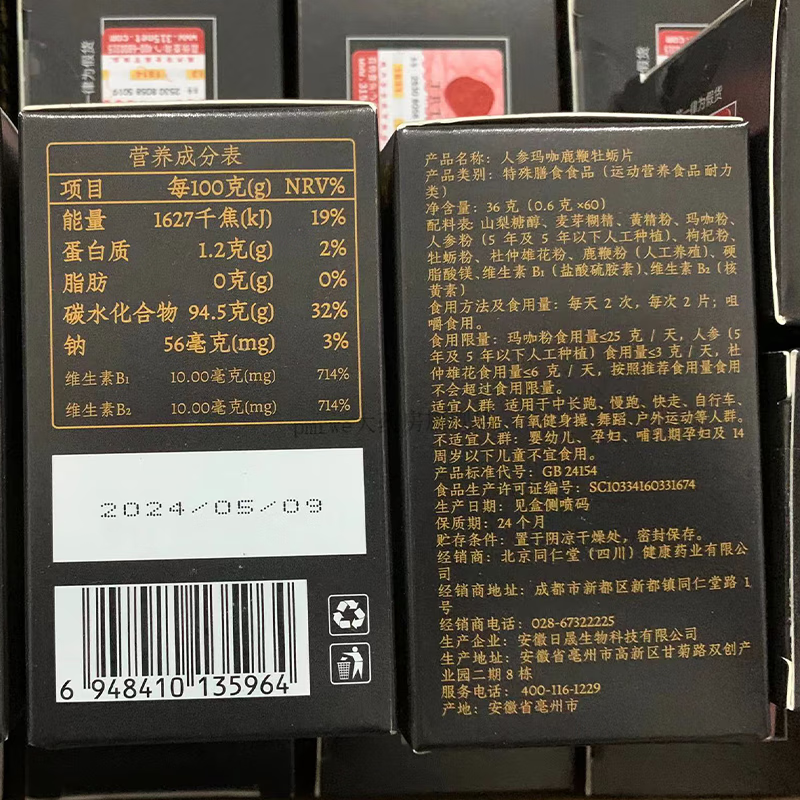 www.315net.com
一律为假货
营养成分表
项目 每100克(g) NRV%
能量 1627千焦(kJ) 19%
蛋白质 1.2克(g) 2%
脂肪 0克(g) 0%
碳水化合物 94.5克(g) 32%
钠 56毫克(mg) 3%
维生素B₁ 10.00毫克(mg) 714%
维生素B₂ 10.00毫克(mg) 714%
2024/05/09
6 948410 135964
产品名称：人参玛咖鹿鞭牡蛎片
产品类别：特殊膳食食品（运动营养食品 耐力
类）
净含量：36 克（0.6 克 ×60）
配料表：山梨糖醇、麦芽糊精、黄精粉、玛咖粉、
人参粉（5 年及 5 年以下人工种植）、枸杞粉、
牡蛎粉、杜仲雄花粉、鹿鞭粉（人工养殖）、硬
脂酸镁、维生素 B₁（盐酸硫胺素）、维生素 B₂（核
黄素）
食用方法及食用量：每天 2 次，每次 2 片；咀
嚼食用。
食用限量：玛咖粉食用量≤25 克 / 天，人参（5
年及 5 年以下人工种植）食用量≤3 克 / 天，杜
仲雄花食用量≤6 克 / 天，按照推荐食用量食用
不会超过食用限量。
适宜人群：适用于中长跑、慢跑、快走、自行车、
游泳、划船、有氧健身操、舞蹈、户外运动等人群。
不适宜人群：婴幼儿、孕妇、哺乳期孕妇及 14
周岁以下儿童不宜食用。
产品标准代号：GB 24154
食品生产许可证编号：SC10334160331674
生产日期：见盒侧喷码
保质期：24 个月
贮存条件：置于阴凉干燥处，密封保存。
经销商：北京同仁堂（四川）健康药业有限公
司
经销商地址：成都市新都区新都镇同仁堂路 1
号
经销商电话：028-67322225
生产企业：安徽日晟生物科技有限公司
生产地址：安徽省亳州市高新区甘菊路双创产
业园二期 8 栋
服务电话：400-116-1229
产地：安徽省亳州市